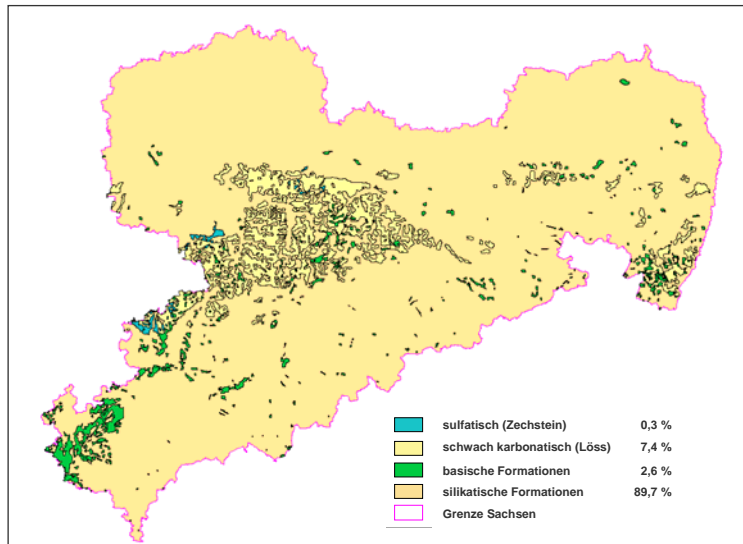 sulfatisch (Zechstein) 0,3 %
schwach karbonatisch (Löss) 7,4 %
basische Formationen 2,6 %
silikatische Formationen 89,7 %
Grenze Sachsen